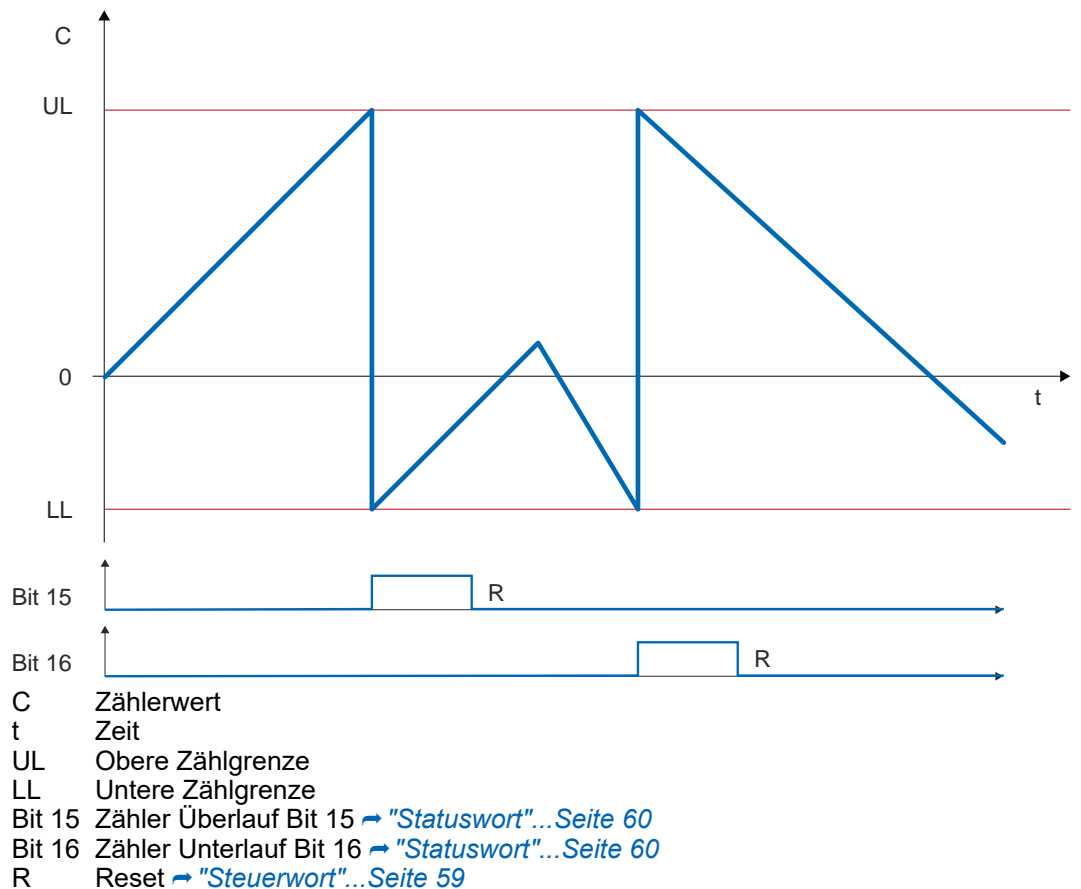 C
UL
0
t
LL
Bit 15
R
Bit 16
R
C Zählerwert
t Zeit
UL Obere Zählgrenze
LL Untere Zählgrenze
Bit 15 Zähler Überlauf Bit 15 ➦ "Statuswort"...Seite 60
Bit 16 Zähler Unterlauf Bit 16 ➦ "Statuswort"...Seite 60
R Reset ➦ "Steuerwort"...Seite 59